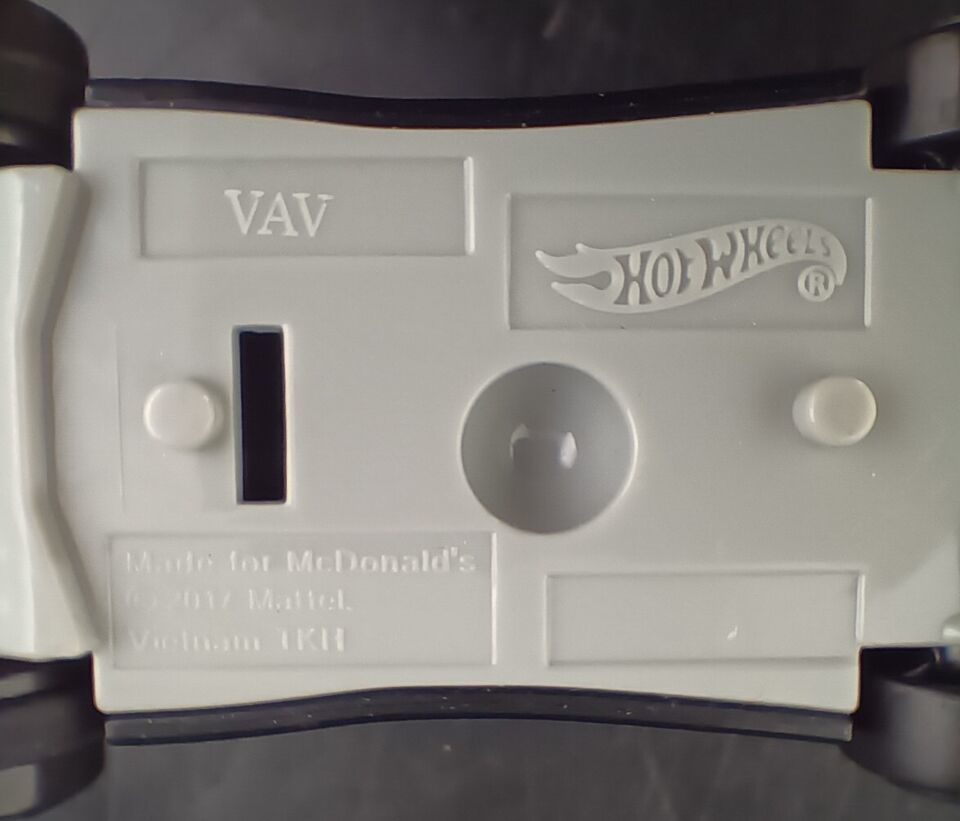 VAV
HOT WHEELS
®
Made for McDonald's
© 2017 Mattel.
Vietnam TKH